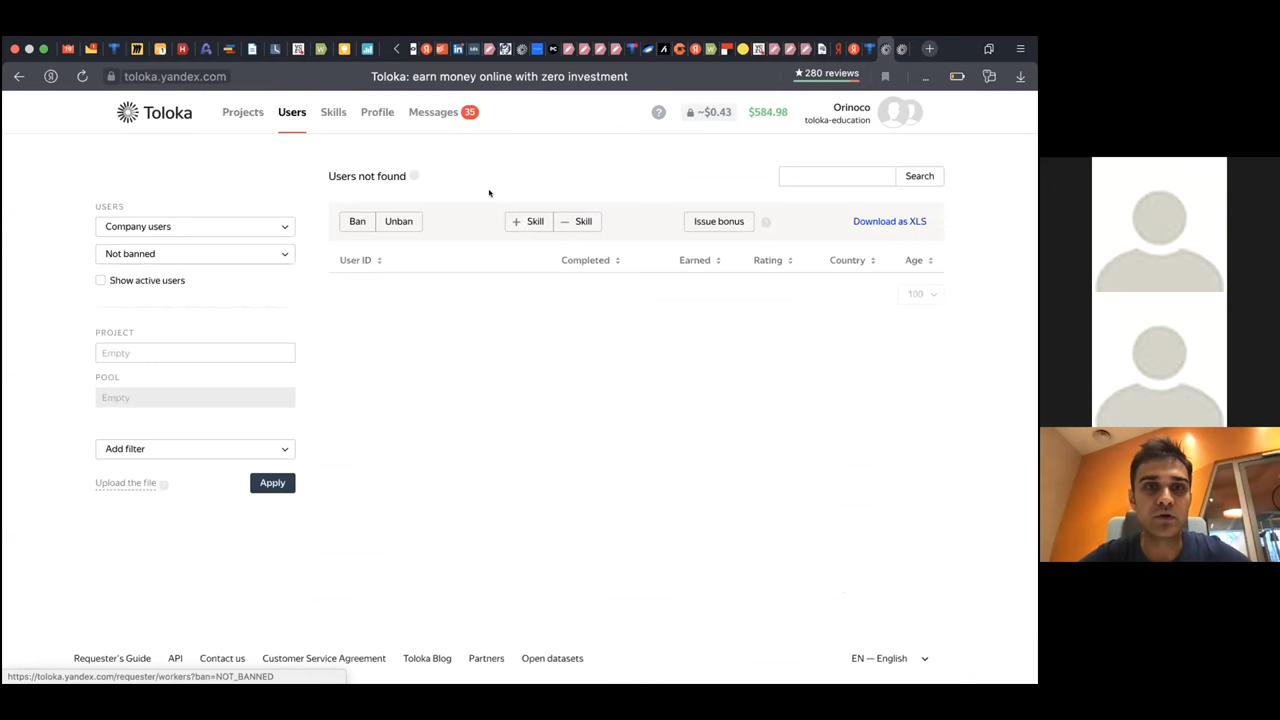 toloka.yandex.com
Toloka: earn money online with zero investment
★280 reviews
...
Toloka
Projects
Users
Skills
Profile
Messages 35
?
~$0.43
$584.98
Orinoco
toloka-education
Users not found
Search
USERS
Company users
Not banned
Show active users
Ban
Unban
+ Skill
— Skill
Issue bonus
Download as XLS
User ID
Completed
Earned
Rating
Country
Age
100
PROJECT
Empty
POOL
Empty
Add filter
Upload the file
Apply
Requester's Guide
API
Contact us
Customer Service Agreement
Toloka Blog
Partners
Open datasets
EN — English
https://toloka.yandex.com/requester/workers?ban=NOT_BANNED